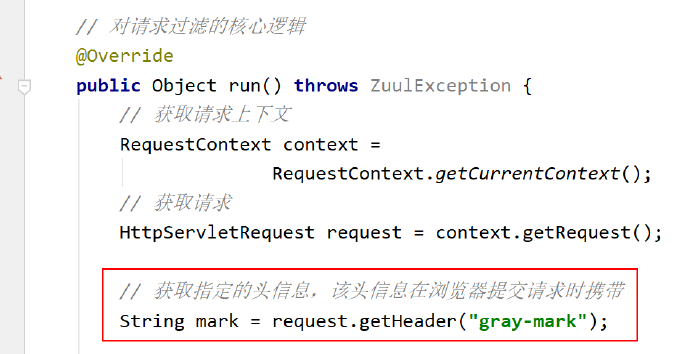 // 对请求过滤的核心逻辑
@Override
public Object run() throws ZuulException {
// 获取请求上下文
RequestContext context =
RequestContext.getCurrentContext();
// 获取请求
HttpServletRequest request = context.getRequest();
// 获取指定的头信息，该头信息在浏览器提交请求时携带
String mark = request.getHeader("gray-mark");